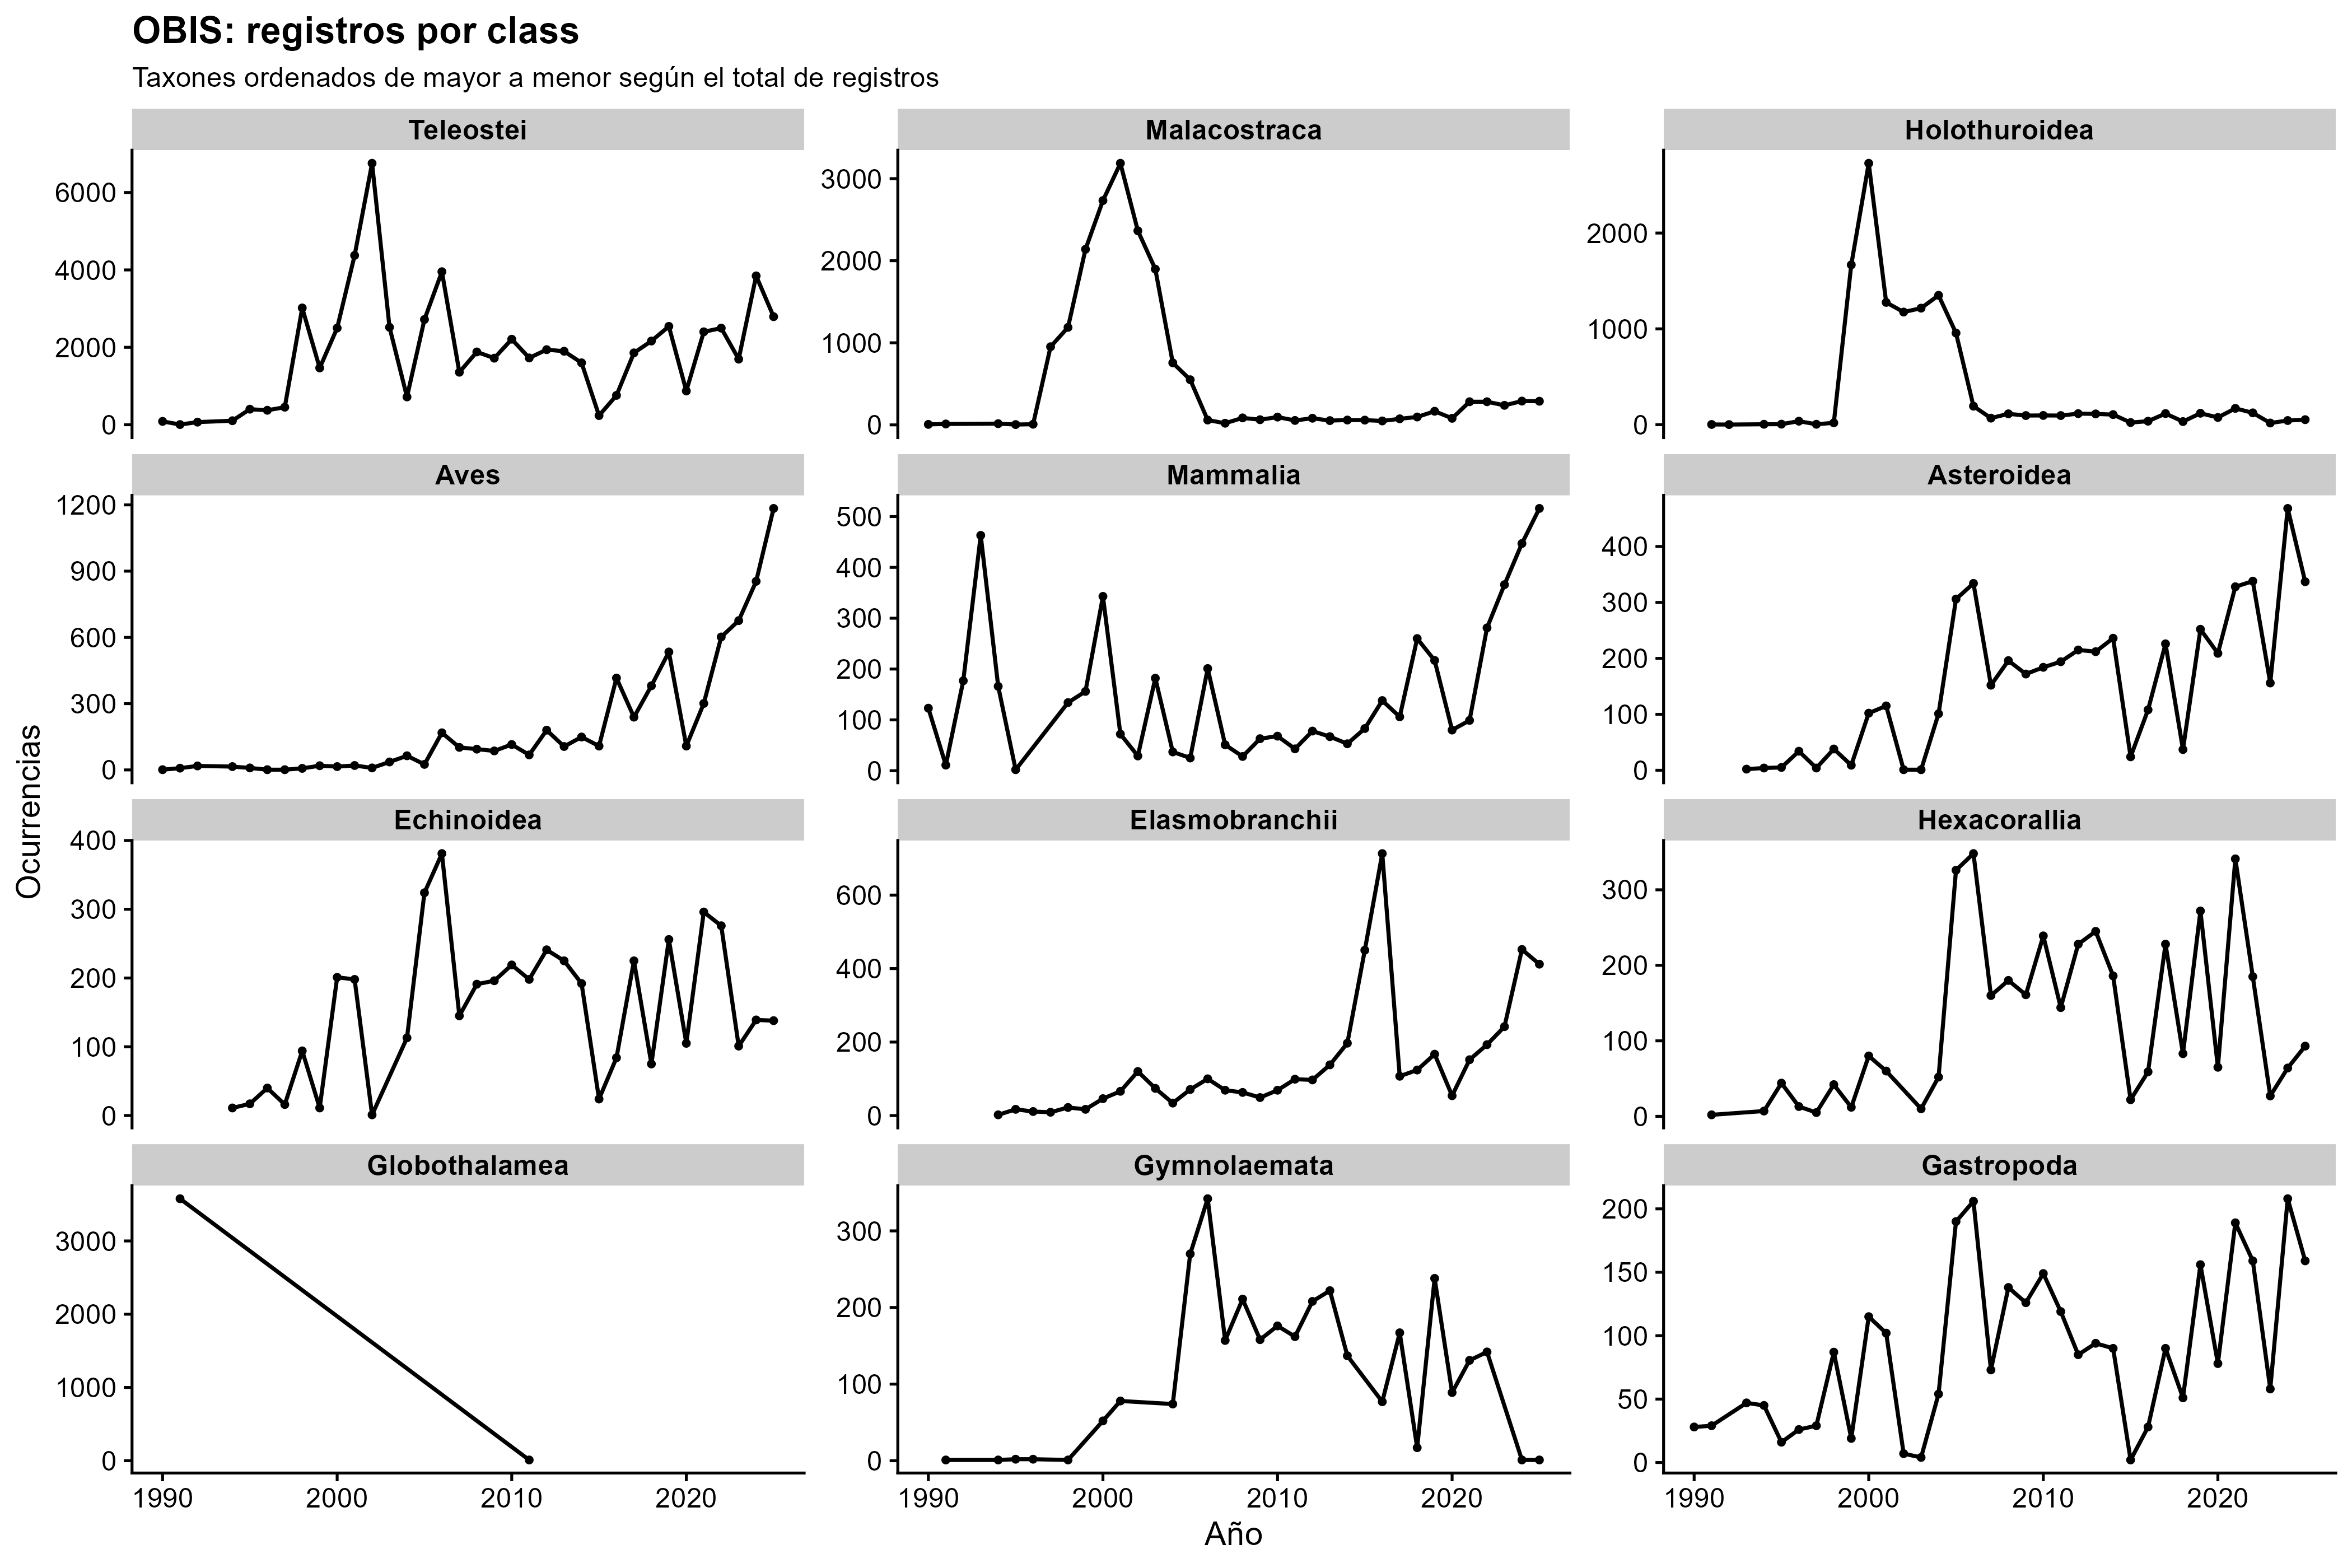 OBIS: registros por class
Taxones ordenados de mayor a menor según el total de registros
Teleostei
Malacostraca
Holothuroidea
6000
4000
2000
0
3000
2000
1000
0
2000
1000
0
Aves
Mammalia
Asteroidea
1200
900
600
300
0
500
400
300
200
100
0
400
300
200
100
0
Echinoidea
Elasmobranchii
Hexacorallia
400
300
200
100
0
600
400
200
0
300
200
100
0
Globothalamea
Gymnolaemata
Gastropoda
3000
2000
1000
0
300
200
100
0
200
150
100
50
0
1990 2000 2010 2020
1990 2000 2010 2020
1990 2000 2010 2020
Año
Ocurrencias